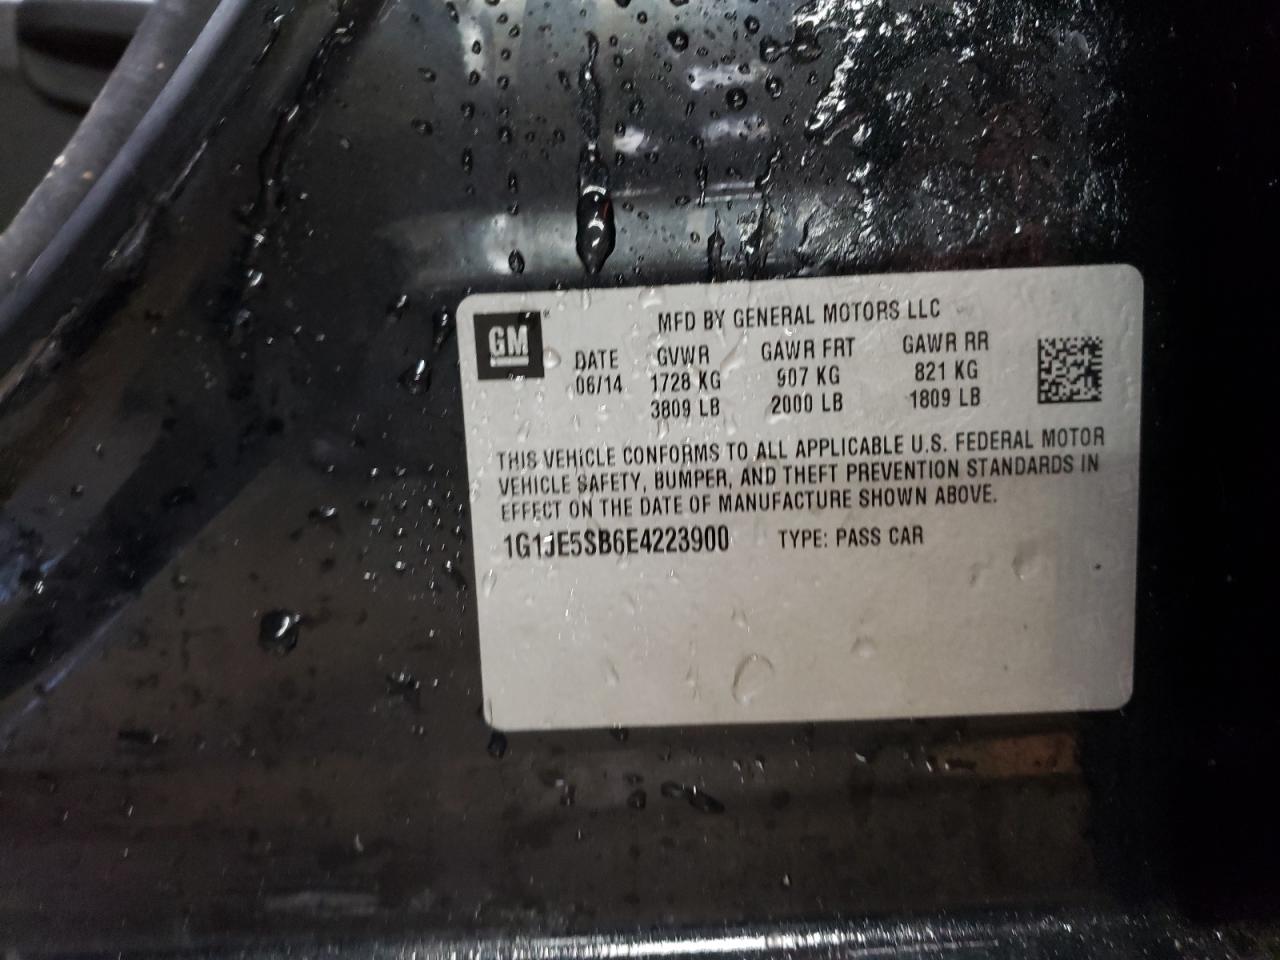 GM®
MFD BY GENERAL MOTORS LLC
DATE GVWR GAWR FRT GAWR RR
06/14 1728 KG 907 KG 821 KG
3809 LB 2000 LB 1809 LB
THIS VEHICLE CONFORMS TO ALL APPLICABLE U.S. FEDERAL MOTOR
VEHICLE SAFETY, BUMPER, AND THEFT PREVENTION STANDARDS IN
EFFECT ON THE DATE OF MANUFACTURE SHOWN ABOVE.
1G1JE5SB6E4223900 TYPE: PASS CAR